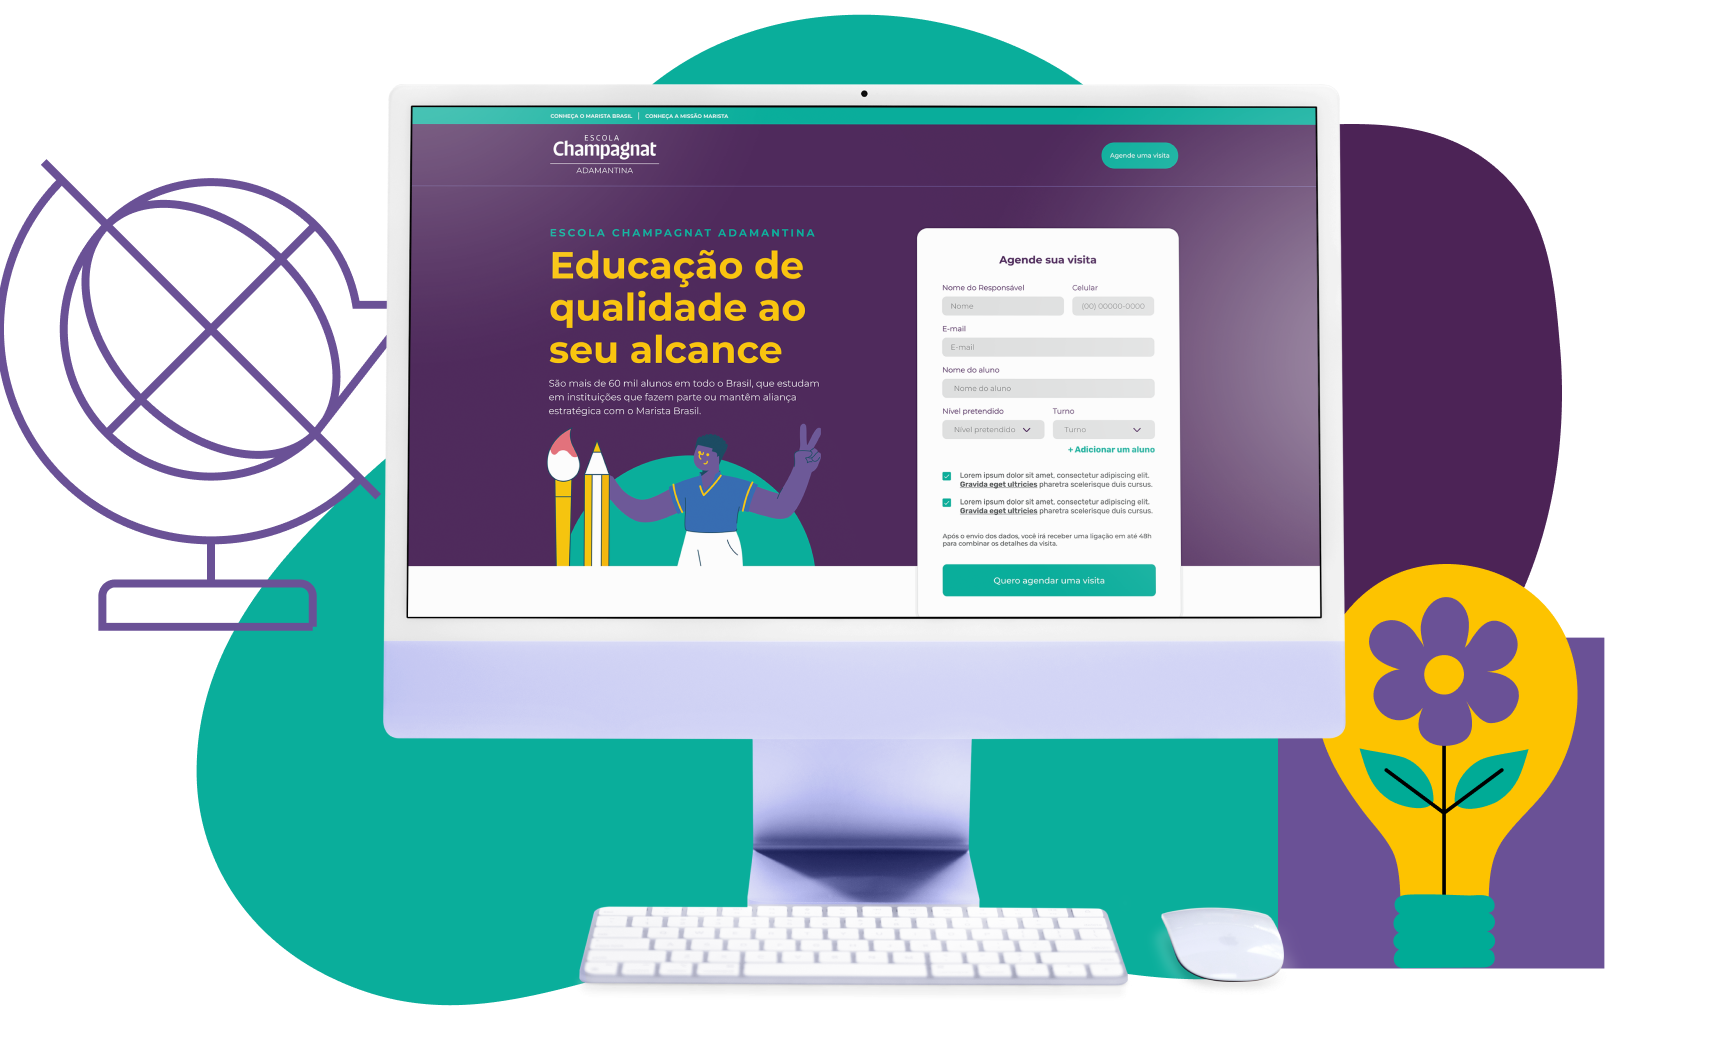 CONHEÇA O MARISTA BRASIL | CONHEÇA A MISSÃO MARISTA
ESCOLA
Champagnat
ADAMANTINA
Agende uma visita
ESCOLA CHAMPAGNAT ADAMANTINA
Educação de
qualidade ao
seu alcance
São mais de 60 mil alunos em todo o Brasil, que estudam
em instituições que fazem parte ou mantêm aliança
estratégica com o Marista Brasil.
Agende sua visita
Nome do Responsável Celular
Nome (00) 00000-0000
E-mail
E-mail
Nome do aluno
Nome do aluno
Nível pretendido Turno
Nível pretendido Turno
+ Adicionar um aluno
Lorem ipsum dolor sit amet, consectetur adipiscing elit.
Gravida eget ultricies pharetra scelerisque duis cursus.
Lorem ipsum dolor sit amet, consectetur adipiscing elit.
Gravida eget ultricies pharetra scelerisque duis cursus.
Após o envio dos dados, você irá receber uma ligação em até 48h
para combinar os detalhes da visita.
Quero agendar uma visita